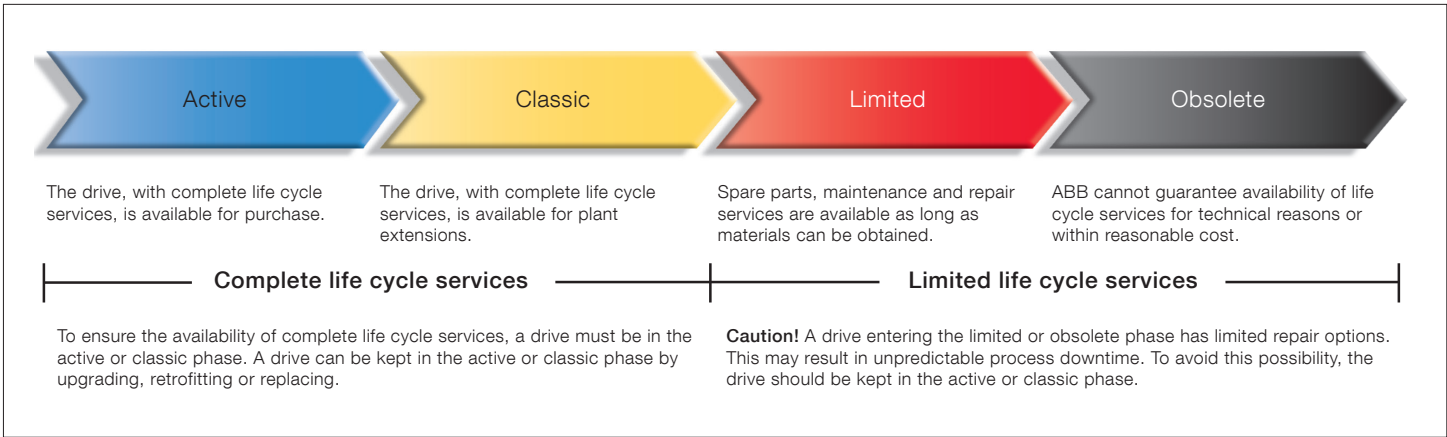 Active
Classic
Limited
Obsolete
The drive, with complete life cycle
services, is available for purchase.
The drive, with complete life cycle
services, is available for plant
extensions.
Spare parts, maintenance and repair
services are available as long as
materials can be obtained.
ABB cannot guarantee availability of life
cycle services for technical reasons or
within reasonable cost.
Complete life cycle services
Limited life cycle services
To ensure the availability of complete life cycle services, a drive must be in the
active or classic phase. A drive can be kept in the active or classic phase by
upgrading, retrofitting or replacing.
Caution! A drive entering the limited or obsolete phase has limited repair options.
This may result in unpredictable process downtime. To avoid this possibility, the
drive should be kept in the active or classic phase.